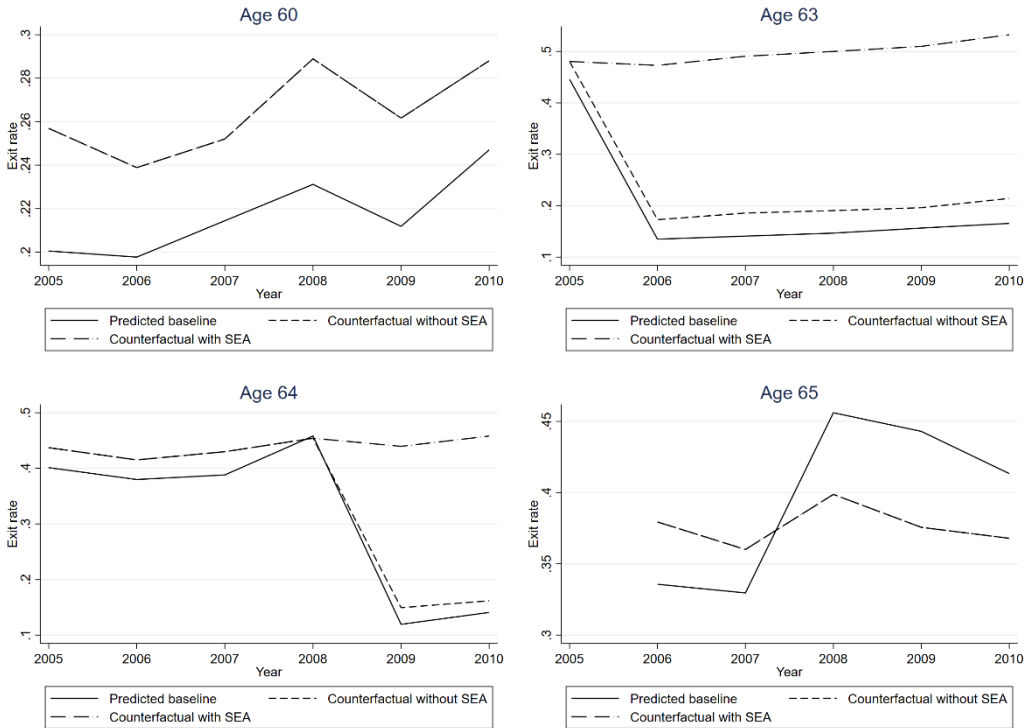 Age 60
Exit rate
.3
.28
.26
.24
.22
.2
2005 2006 2007 2008 2009 2010
Year
Predicted baseline Counterfactual without SEA
Counterfactual with SEA
Age 63
Exit rate
.5
.4
.3
.2
.1
2005 2006 2007 2008 2009 2010
Year
Predicted baseline Counterfactual without SEA
Counterfactual with SEA
Age 64
Exit rate
.5
.4
.3
.2
.1
2005 2006 2007 2008 2009 2010
Year
Predicted baseline Counterfactual without SEA
Counterfactual with SEA
Age 65
Exit rate
.45
.4
.35
.3
2005 2006 2007 2008 2009 2010
Year
Predicted baseline Counterfactual without SEA
Counterfactual with SEA